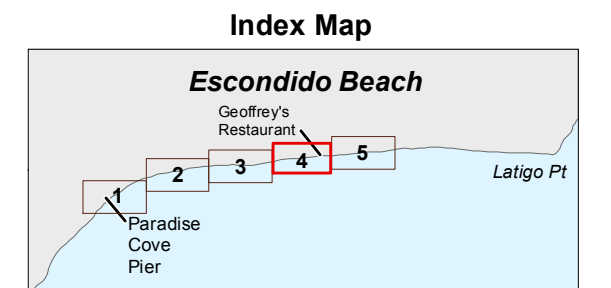 Index Map
Escondido Beach
Geoffrey's
Restaurant
1
2
3
4
5
Latigo Pt
Paradise
Cove
Pier